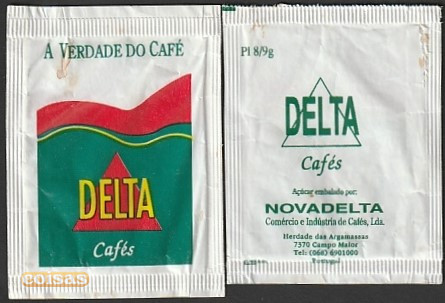 A VERDADE DO CAFÉ
DELTA
Cafés
coisas
Pl 8/9g
DELTA
Cafés
Açúcar embalado por:
NOVADELTA
Comércio e Indústria de Cafés, Lda.
Herdade das Argamassas
7370 Campo Maior
Tel: (068) 6901000
Portugal